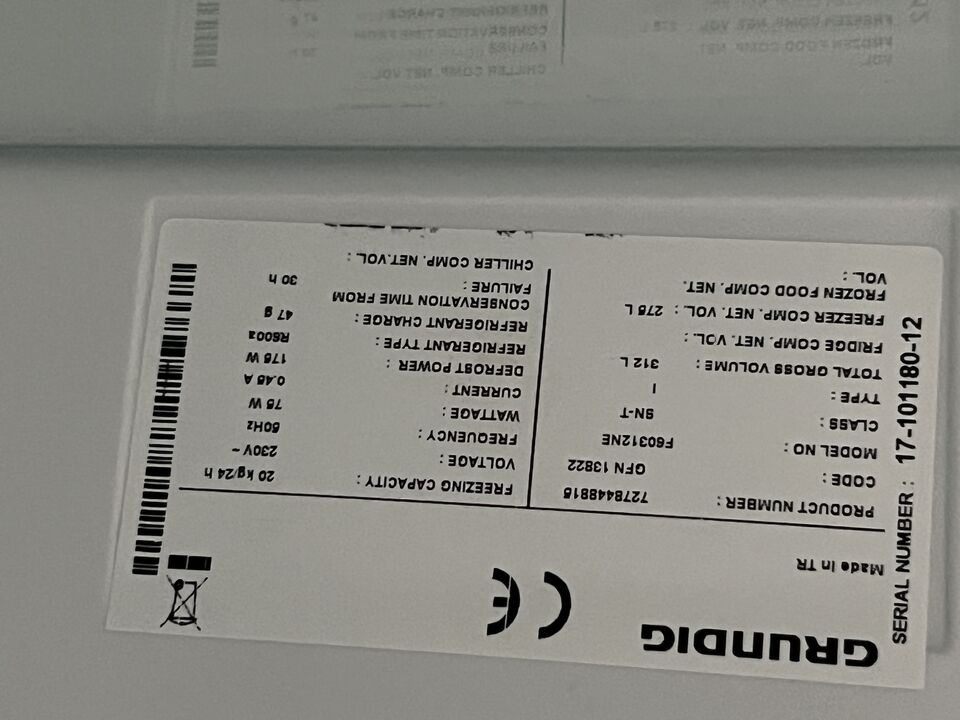 GRUNDIG
Made in TR
PRODUCT NUMBER : 7278448815
CODE : GFN 13822
MODEL NO : F60312NE
CLASS : SN-T
TYPE : I
TOTAL GROSS VOLUME : 312 L
FRIDGE COMP. NET. VOL. :
FREEZER COMP. NET. VOL. : 275 L
FROZEN FOOD COMP. NET.
VOL. :
FREEZING CAPACITY : 20 kg/24 h
VOLTAGE : 230V ~
FREQUENCY : 50Hz
WATTAGE : 75 W
CURRENT : 0.45 A
DEFROST POWER : 175 W
REFRIGERANT TYPE : R600a
REFRIGERANT CHARGE : 47 g
CONSERVATION TIME FROM
FAILURE : 30 h
CHILLER COMP. NET.VOL. :
SERIAL NUMBER : 17-101180-12